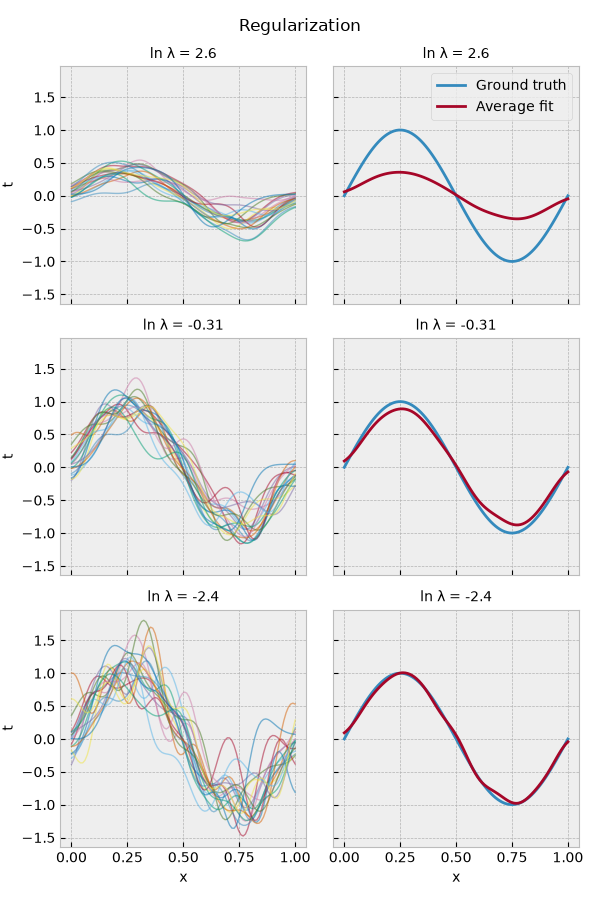 Regularization
ln λ = 2.6
ln λ = 2.6
t
1.5
1.0
0.5
0.0
−0.5
−1.0
−1.5
Ground truth
Average fit
ln λ = -0.31
ln λ = -0.31
t
1.5
1.0
0.5
0.0
−0.5
−1.0
−1.5
ln λ = -2.4
ln λ = -2.4
t
1.5
1.0
0.5
0.0
−0.5
−1.0
−1.5
0.00 0.25 0.50 0.75 1.00
0.00 0.25 0.50 0.75 1.00
x
x